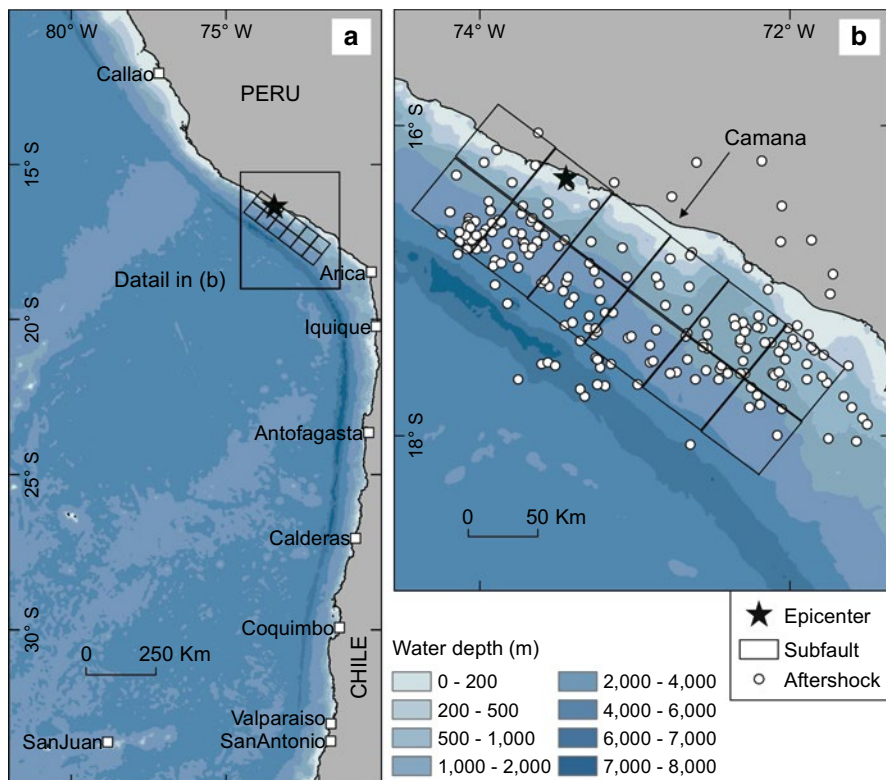 80° W
75° W
a
Callao
PERU
15° S
Datail in (b)
Arica
20° S
Iquique
Antofagasta
25° S
Calderas
Coquimbo
30° S
CHILE
0 250 Km
Valparaiso
SanJuan
SanAntonio
74° W
72° W
b
16° S
Camana
18° S
0 50 Km
Epicenter
Subfault
Aftershock
Water depth (m)
0 - 200
200 - 500
500 - 1,000
1,000 - 2,000
2,000 - 4,000
4,000 - 6,000
6,000 - 7,000
7,000 - 8,000